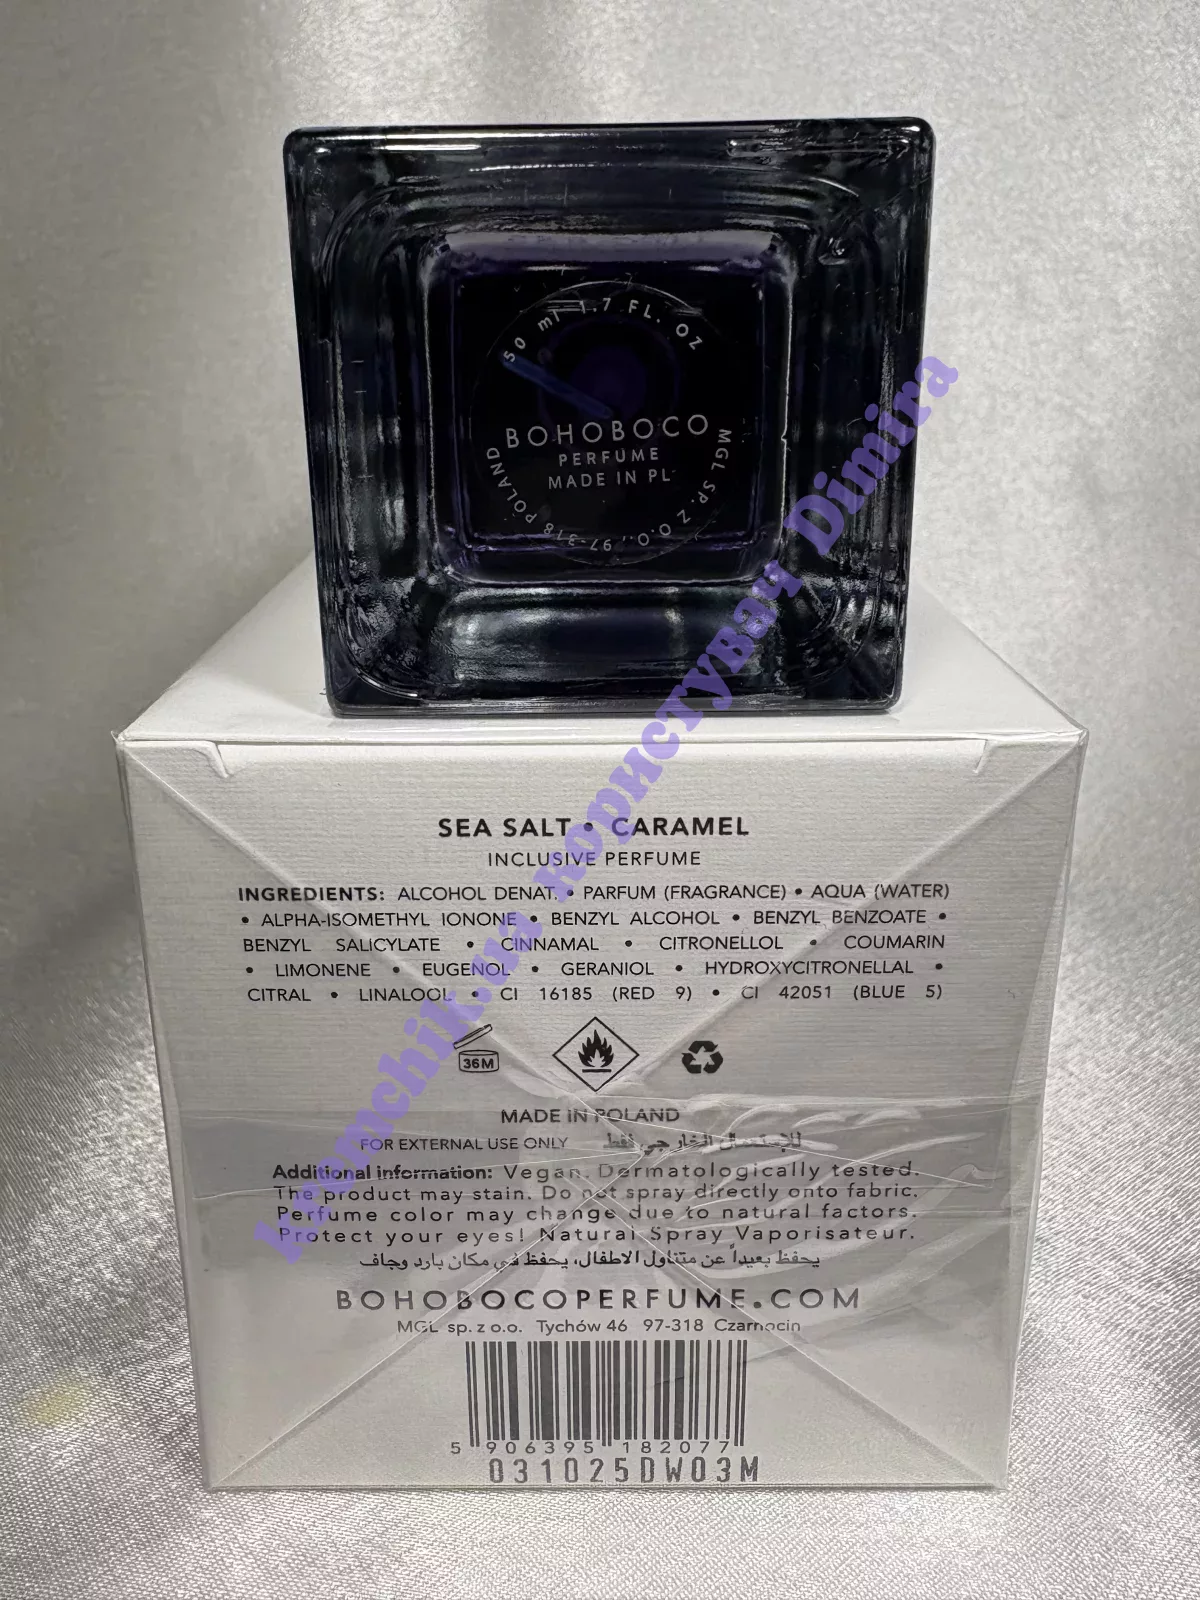 50 ml 1.7 FL. OZ
BOHOBOCO
PERFUME
MADE IN PL
MGL SP. Z O.O., 97-318 POLAND
SEA SALT • CARAMEL
INCLUSIVE PERFUME
INGREDIENTS: ALCOHOL DENAT. • PARFUM (FRAGRANCE) • AQUA (WATER)
• ALPHA-ISOMETHYL IONONE • BENZYL ALCOHOL • BENZYL BENZOATE •
BENZYL SALICYLATE • CINNAMAL • CITRONELLOL • COUMARIN
• LIMONENE • EUGENOL • GERANIOL • HYDROXYCITRONELLAL •
CITRAL • LINALOOL • CI 16185 (RED 9) • CI 42051 (BLUE 5)
36M
MADE IN POLAND
FOR EXTERNAL USE ONLY للإستعمال الخارجي فقط
Additional information: Vegan. Dermatologically tested.
The product may stain. Do not spray directly onto fabric.
Perfume color may change due to natural factors.
Protect your eyes! Natural Spray Vaporisateur.
يحفظ بعيداً عن متناول الاطفال، يحفظ في مكان بارد وجاف
BOHOBOCOPERFUME.COM
MGL sp. z o.o. Tychów 46 97-318 Czarnocin
5 906395 182077
031025DW03M
kromchik.ua користувач Dimira